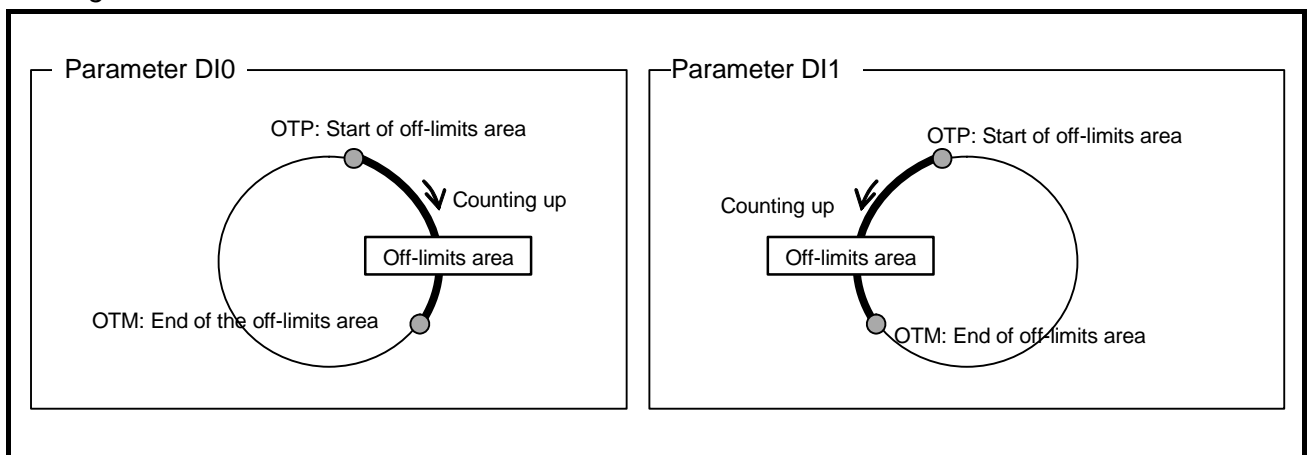 Parameter DI0
OTP: Start of off-limits area
Counting up
Off-limits area
OTM: End of the off-limits area
Parameter DI1
OTP: Start of off-limits area
Counting up
Off-limits area
OTM: End of off-limits area